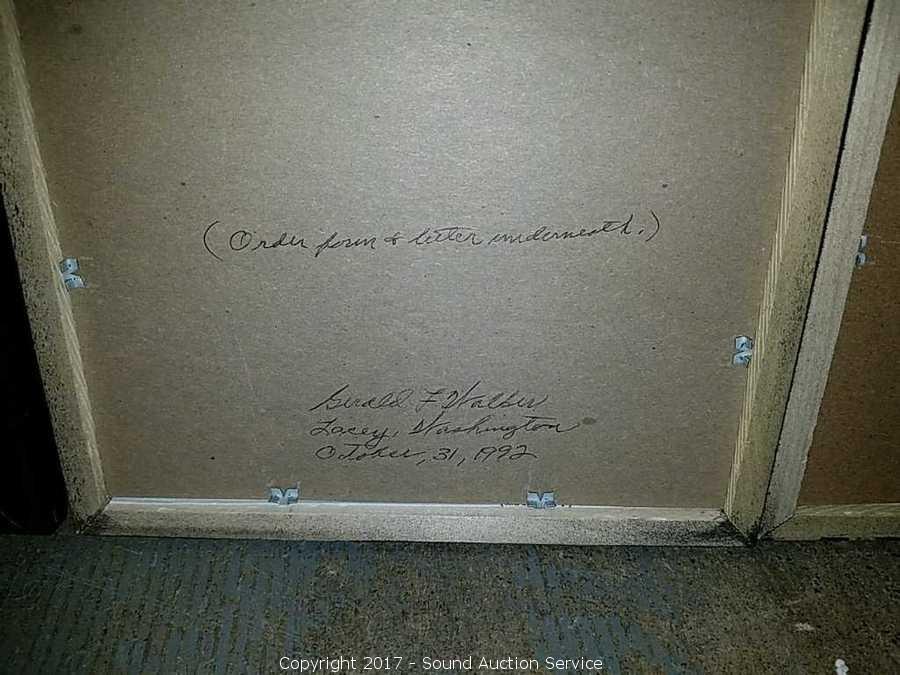 (Order form & letter underneath.)
Gerald F Walker
Lacey, Washington
October, 31, 1992
Copyright 2017 - Sound Auction Service